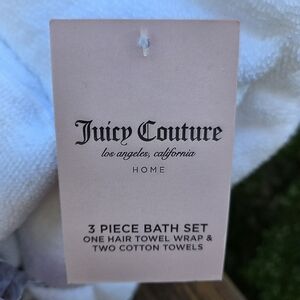 Juicy Couture
los angeles, california
HOME
3 PIECE BATH SET
ONE HAIR TOWEL WRAP &
TWO COTTON TOWELS